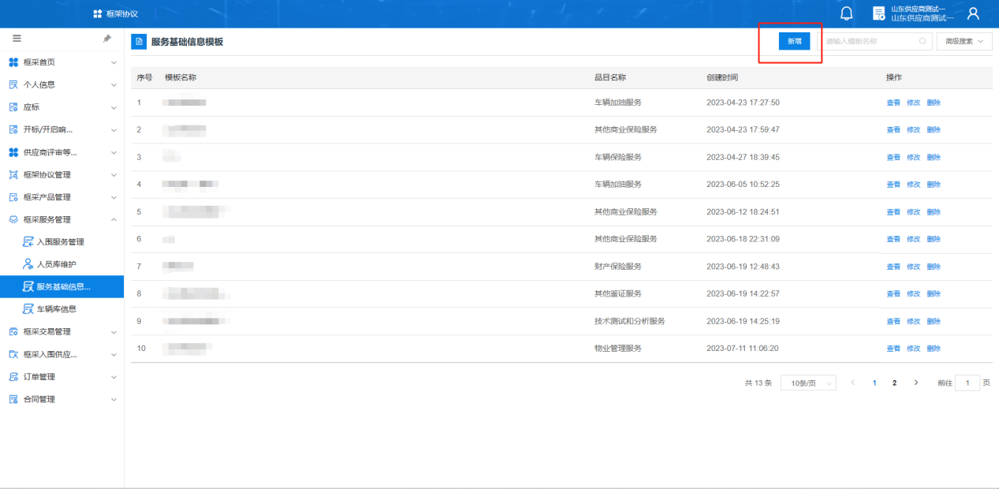 框架协议
山东供应商测试一
山东供应商测试一
服务基础信息模板
新增
请输入模板名称
高级搜索
框采首页
个人信息
应标
开标/开启响...
供应商评审等...
框架协议管理
框采产品管理
框采服务管理
入围服务管理
人员库维护
服务基础信息...
车辆库信息
框采交易管理
框采入围供应...
订单管理
合同管理
序号 模板名称 品目名称 创建时间 操作
1 车辆加油服务 2023-04-23 17:27:50 查看 修改 删除
2 其他商业保险服务 2023-04-23 17:59:47 查看 修改 删除
3 车辆保险服务 2023-04-27 18:39:45 查看 修改 删除
4 车辆加油服务 2023-06-05 10:52:25 查看 修改 删除
5 其他商业保险服务 2023-06-12 18:24:51 查看 修改 删除
6 其他商业保险服务 2023-06-18 22:31:09 查看 修改 删除
7 财产保险服务 2023-06-19 12:48:43 查看 修改 删除
8 其他鉴证服务 2023-06-19 14:22:57 查看 修改 删除
9 技术测试和分析服务 2023-06-19 14:25:19 查看 修改 删除
10 物业管理服务 2023-07-11 11:06:20 查看 修改 删除
共 13 条 10条/页 1 2 前往 1 页